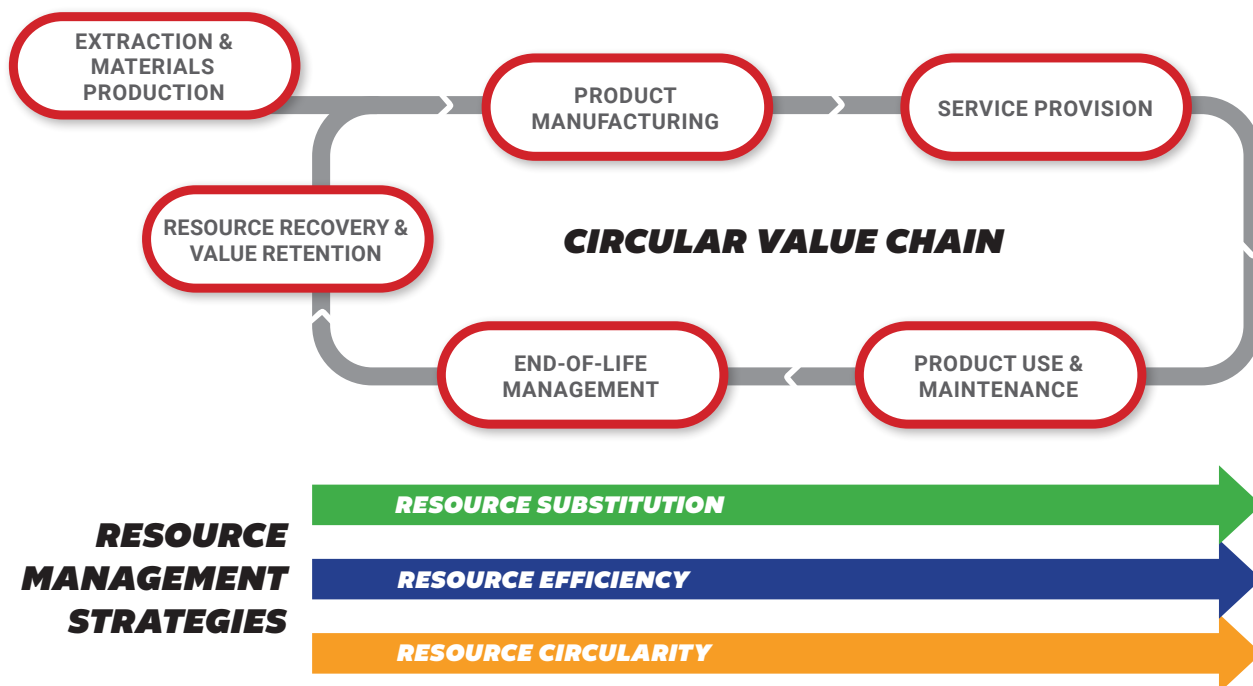 EXTRACTION &
MATERIALS
PRODUCTION
PRODUCT
MANUFACTURING
SERVICE PROVISION
RESOURCE RECOVERY &
VALUE RETENTION
CIRCULAR VALUE CHAIN
END-OF-LIFE
MANAGEMENT
PRODUCT USE &
MAINTENANCE
RESOURCE
MANAGEMENT
STRATEGIES
RESOURCE SUBSTITUTION
RESOURCE EFFICIENCY
RESOURCE CIRCULARITY